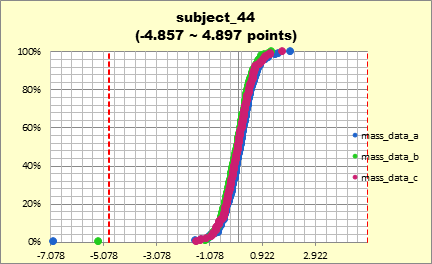 subject_44
(-4.857 ~ 4.897 points)
100%
80%
60%
40%
20%
0%
-7.078 -5.078 -3.078 -1.078 0.922 2.922
mass_data_a
mass_data_b
mass_data_c